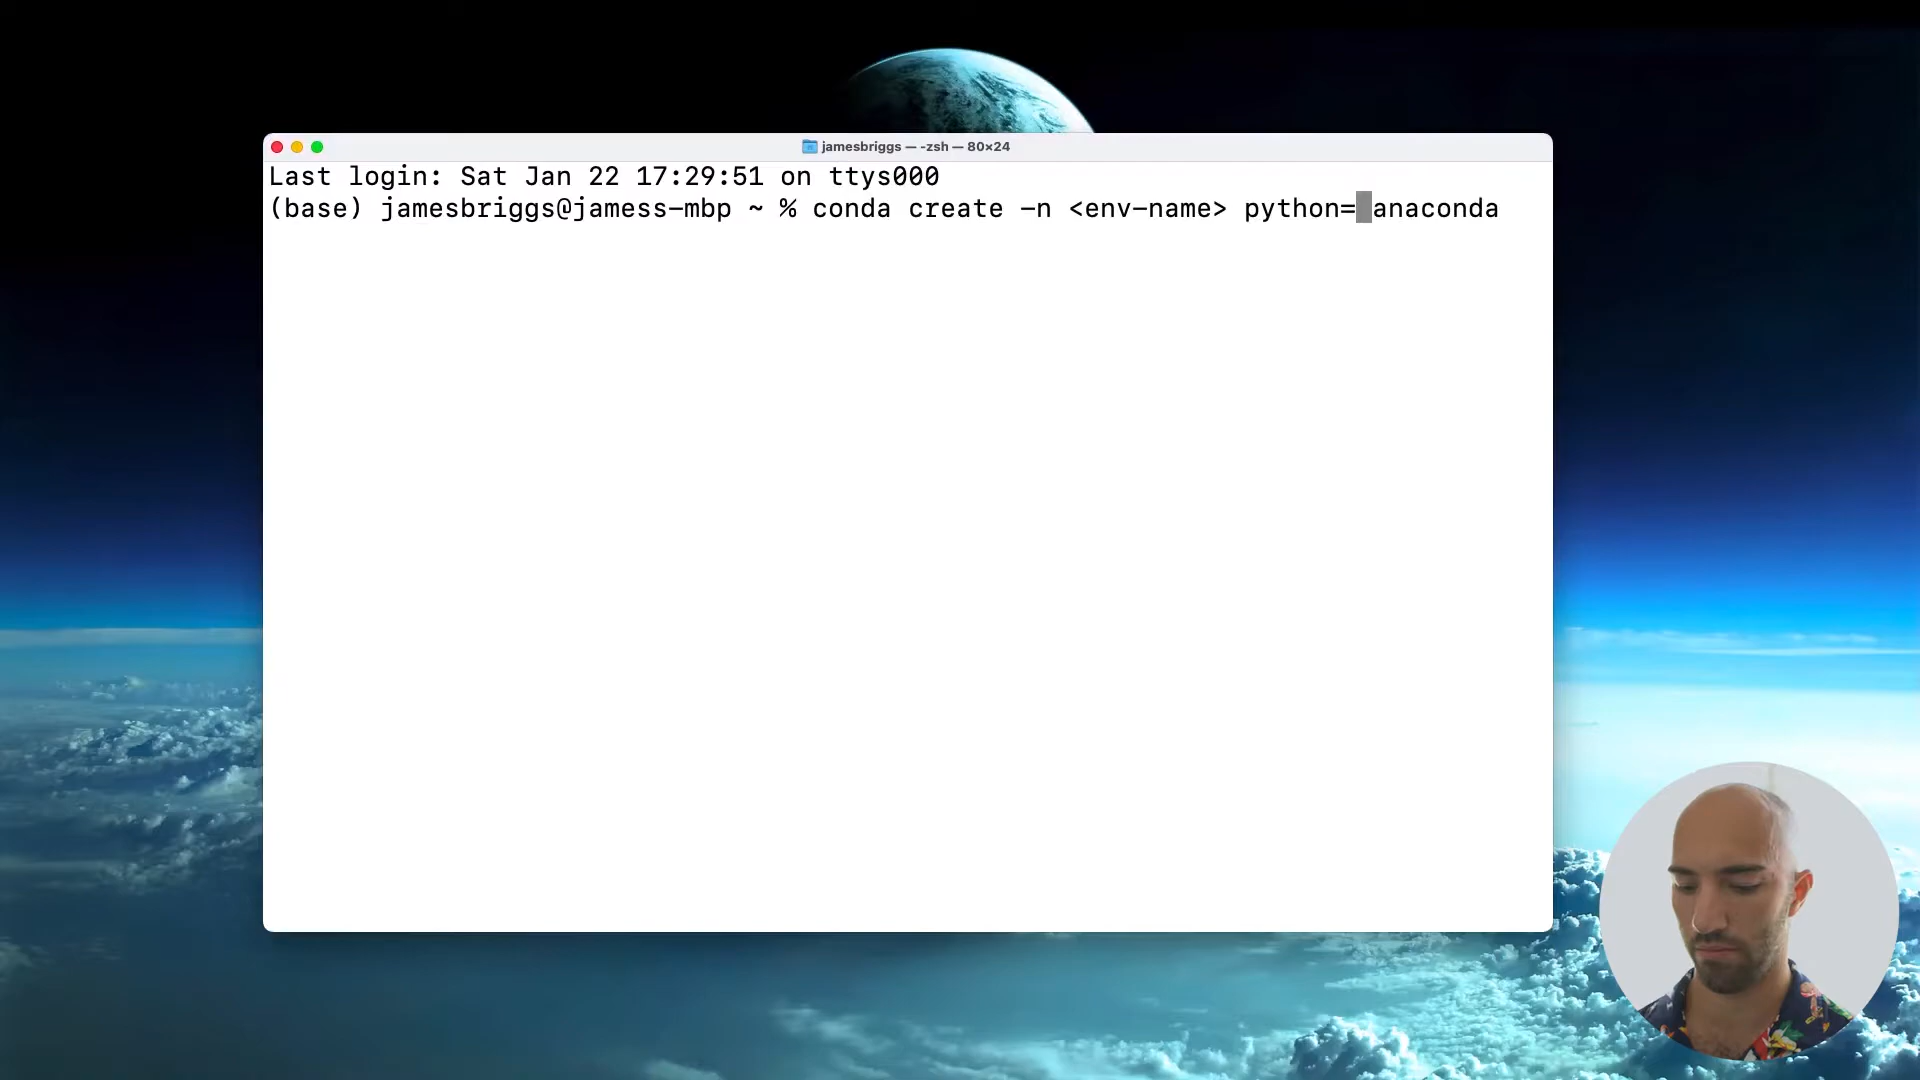 jamesbriggs — -zsh — 80×24
Last login: Sat Jan 22 17:29:51 on ttys000
(base) jamesbriggs@jamess-mbp ~ % conda create -n <env-name> python= anaconda